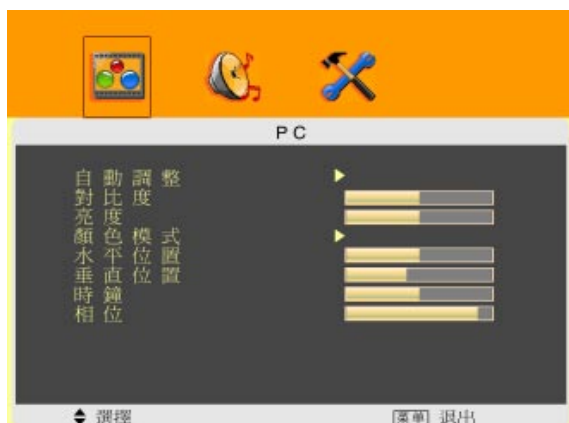 PC
自動調整
對比度
亮度
顏色模式
水平位置
垂直位置
時鐘
相位
選擇 菜單 退出